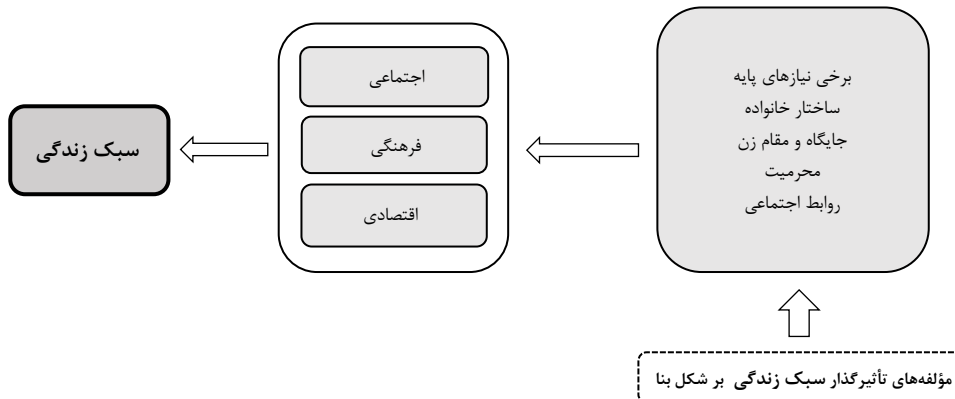 برخی نیازهای پایه
ساختار خانواده
جایگاه و مقام زن
محرمیت
روابط اجتماعی
اجتماعی
فرهنگی
اقتصادی
سبک زندگی
مؤلفه‌های تأثیرگذار سبک زندگی بر شکل بنا